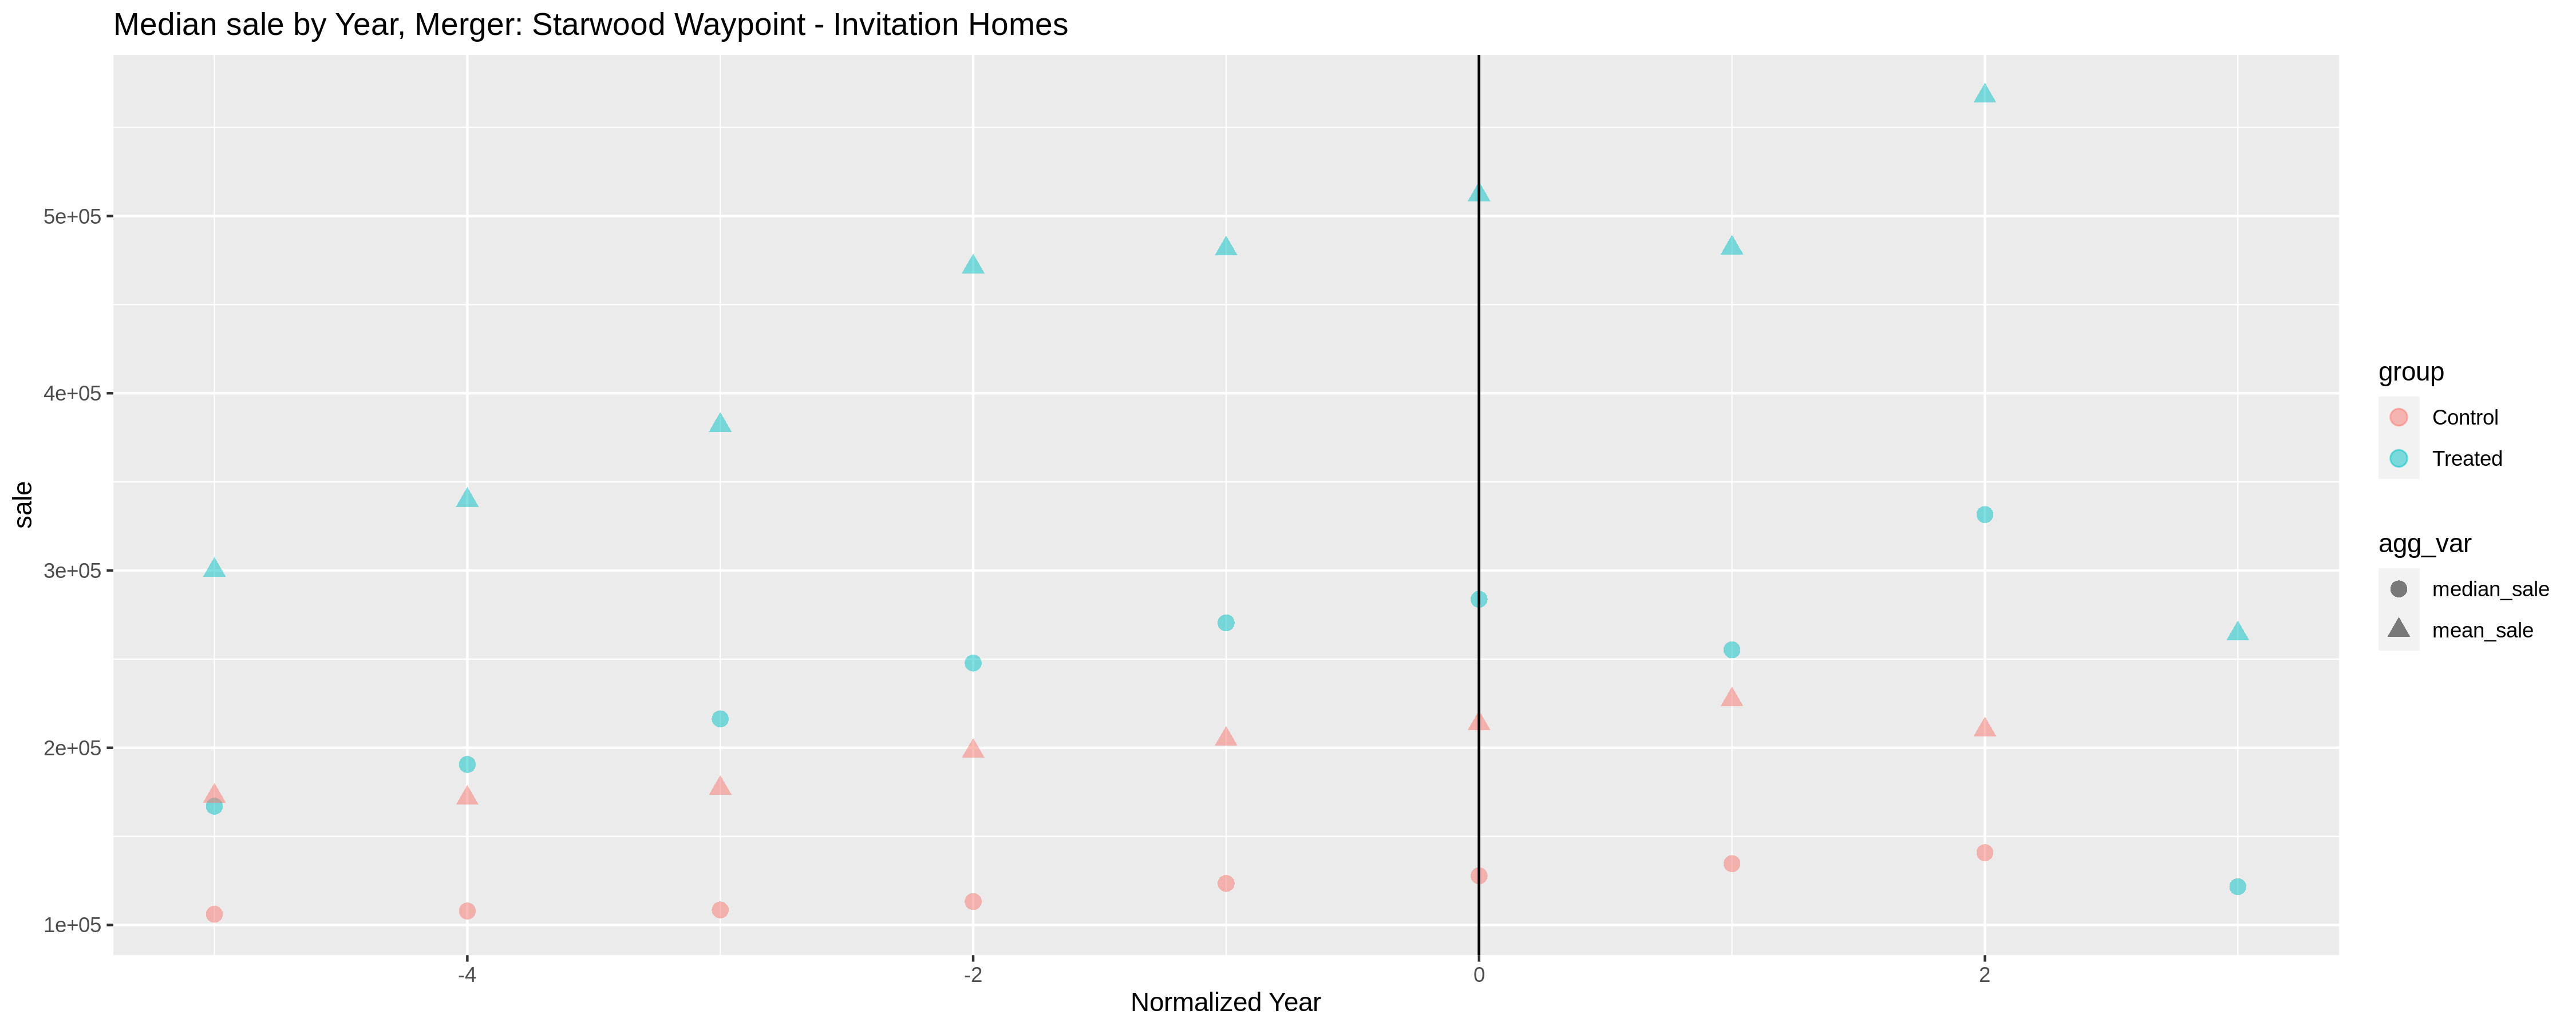 Median sale by Year, Merger: Starwood Waypoint - Invitation Homes
5e+05
4e+05
3e+05
2e+05
1e+05
sale
-4
-2
0
2
Normalized Year
group
Control
Treated
agg_var
median_sale
mean_sale